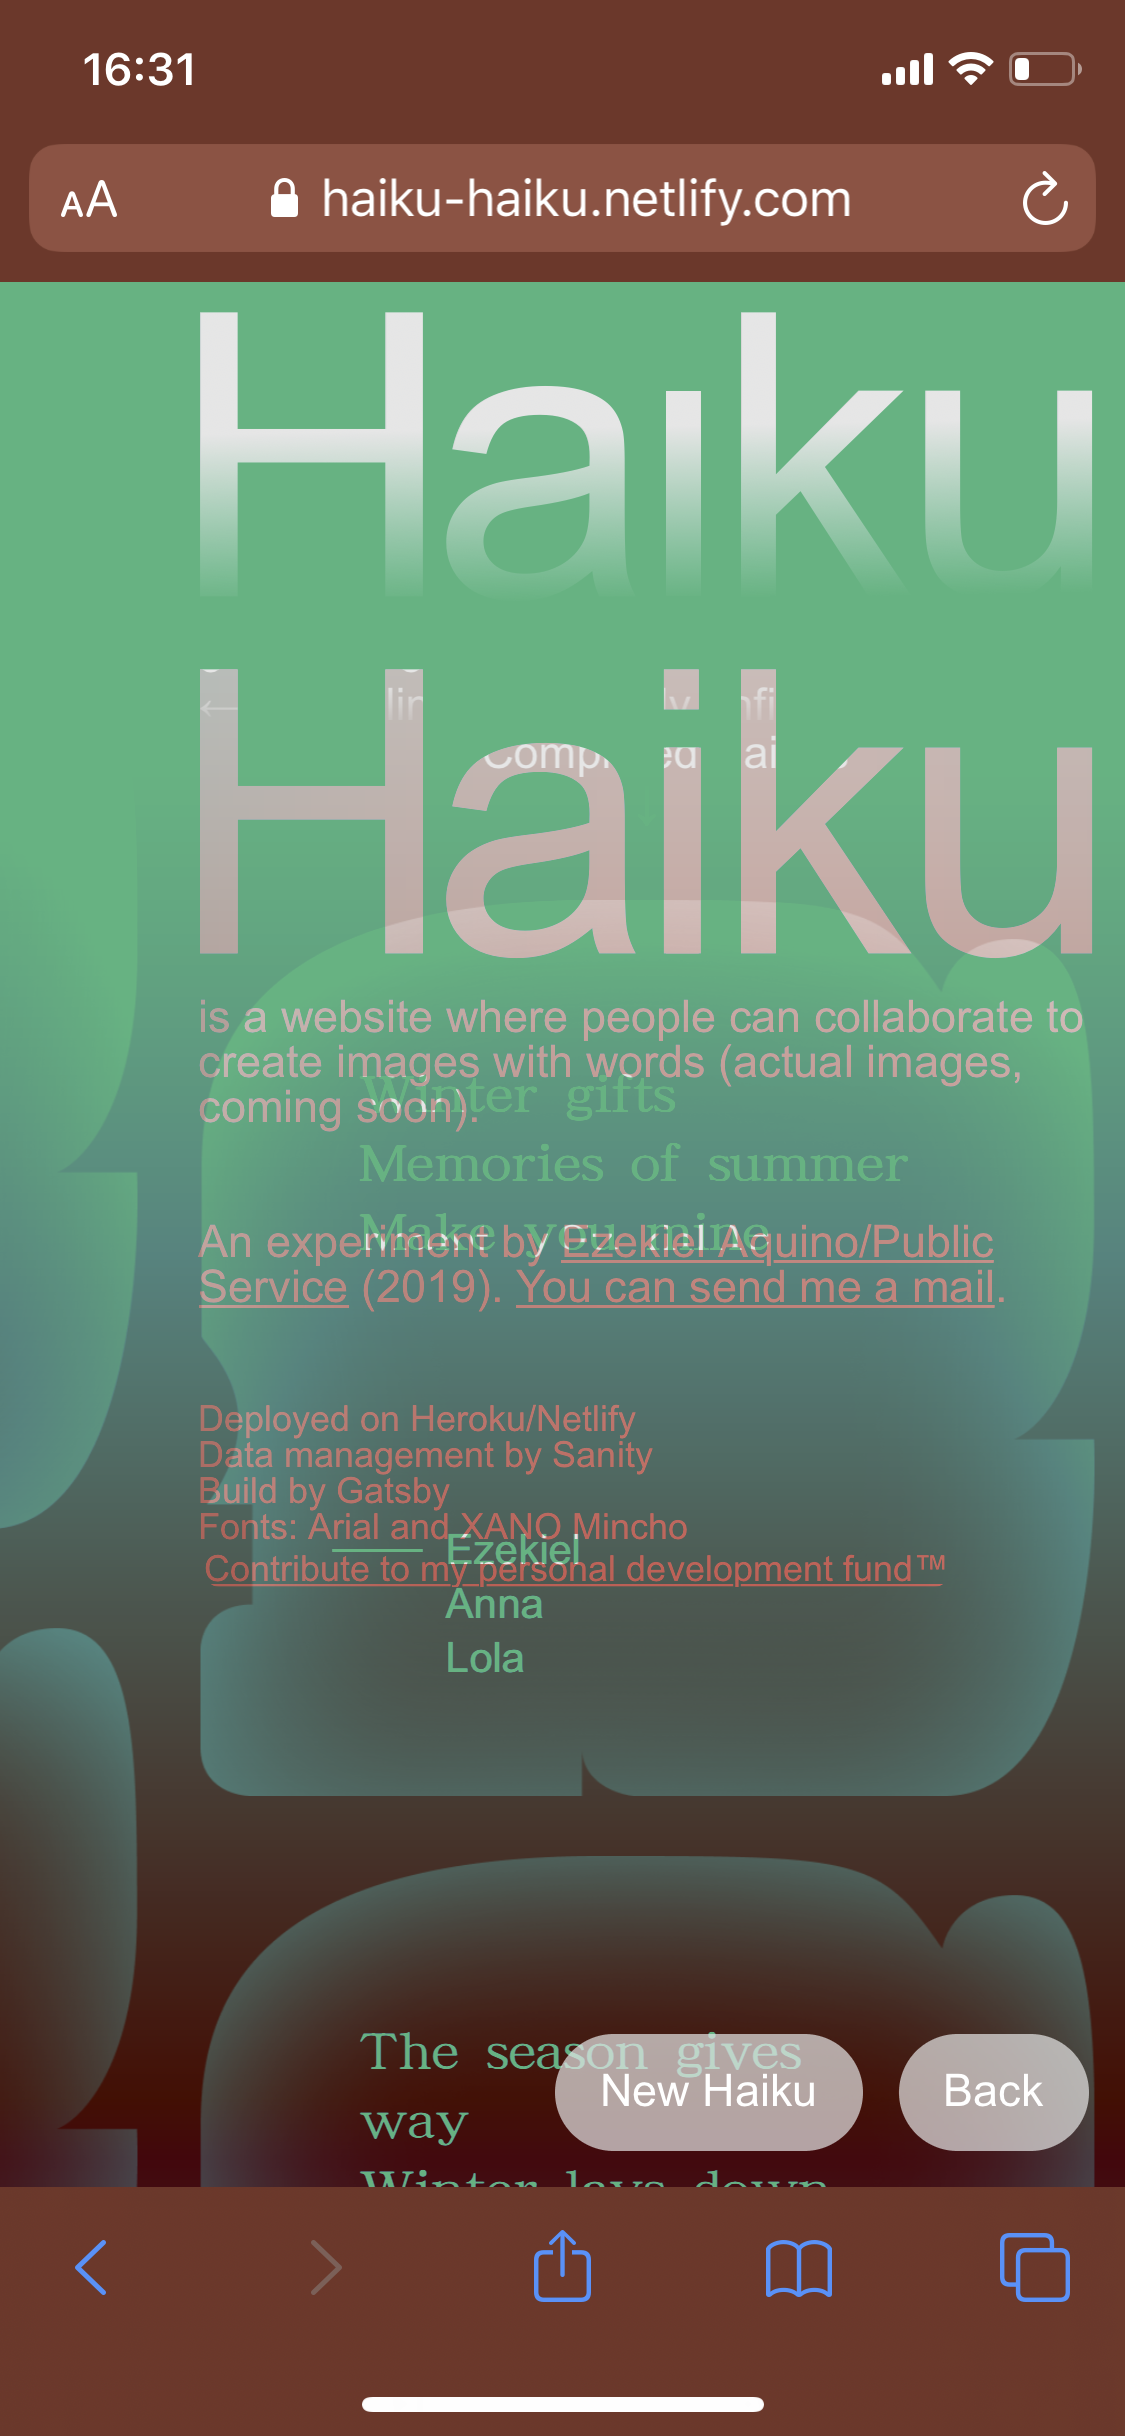 16:31
AA haiku-haiku.netlify.com
Haiku
Haiku
is a website where people can collaborate to
create images with words (actual images,
coming soon).
Winter gifts
Memories of summer
Make you mine
An experiment by Ezekiel Aquino/Public
Service (2019). You can send me a mail.
Deployed on Heroku/Netlify
Data management by Sanity
Build by Gatsby
Fonts: Arial and XANO Mincho
Contribute to my personal development fund™
Ezekiel
Anna
Lola
The season gives
way
Winter lays down
New Haiku
Back